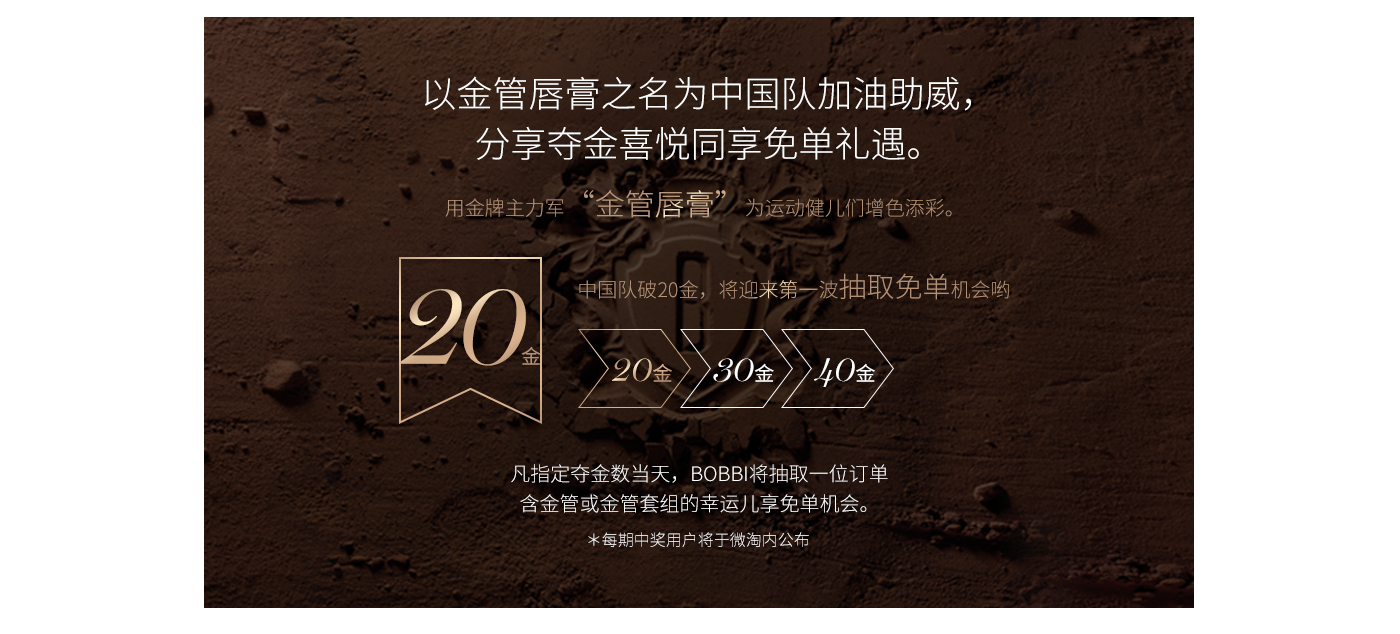 以金管唇膏之名为中国队加油助威，
分享夺金喜悦同享免单礼遇。
用金牌主力军“金管唇膏”为运动健儿们增色添彩。
20金
中国队破20金，将迎来第一波抽取免单机会哟
20金 30金 40金
凡指定夺金数当天，BOBBI将抽取一位订单
含金管或金管套组的幸运儿享免单机会。
＊每期中奖用户将于微淘内公布